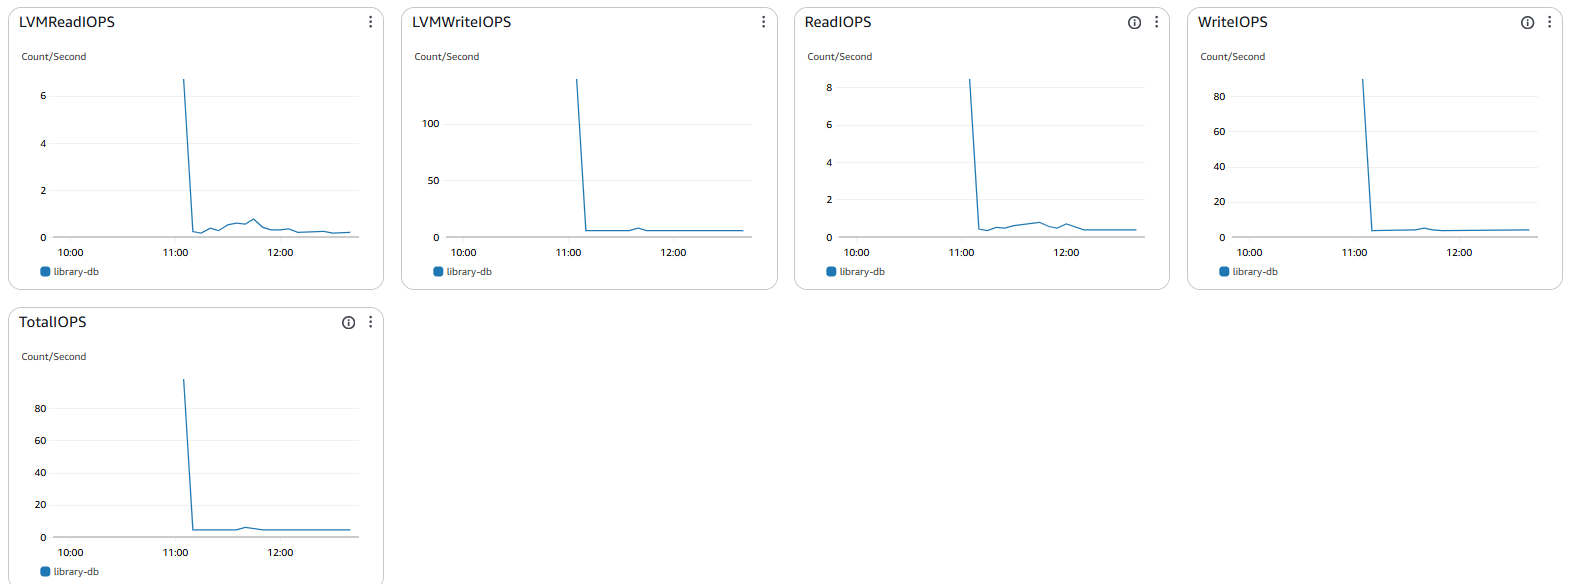 LVMReadIOPS
Count/Second
6
4
2
0
10:00 11:00 12:00
library-db
LVMWriteIOPS
Count/Second
100
50
0
10:00 11:00 12:00
library-db
ReadIOPS
Count/Second
8
6
4
2
0
10:00 11:00 12:00
library-db
WriteIOPS
Count/Second
80
60
40
20
0
10:00 11:00 12:00
library-db
TotalIOPS
Count/Second
80
60
40
20
0
10:00 11:00 12:00
library-db